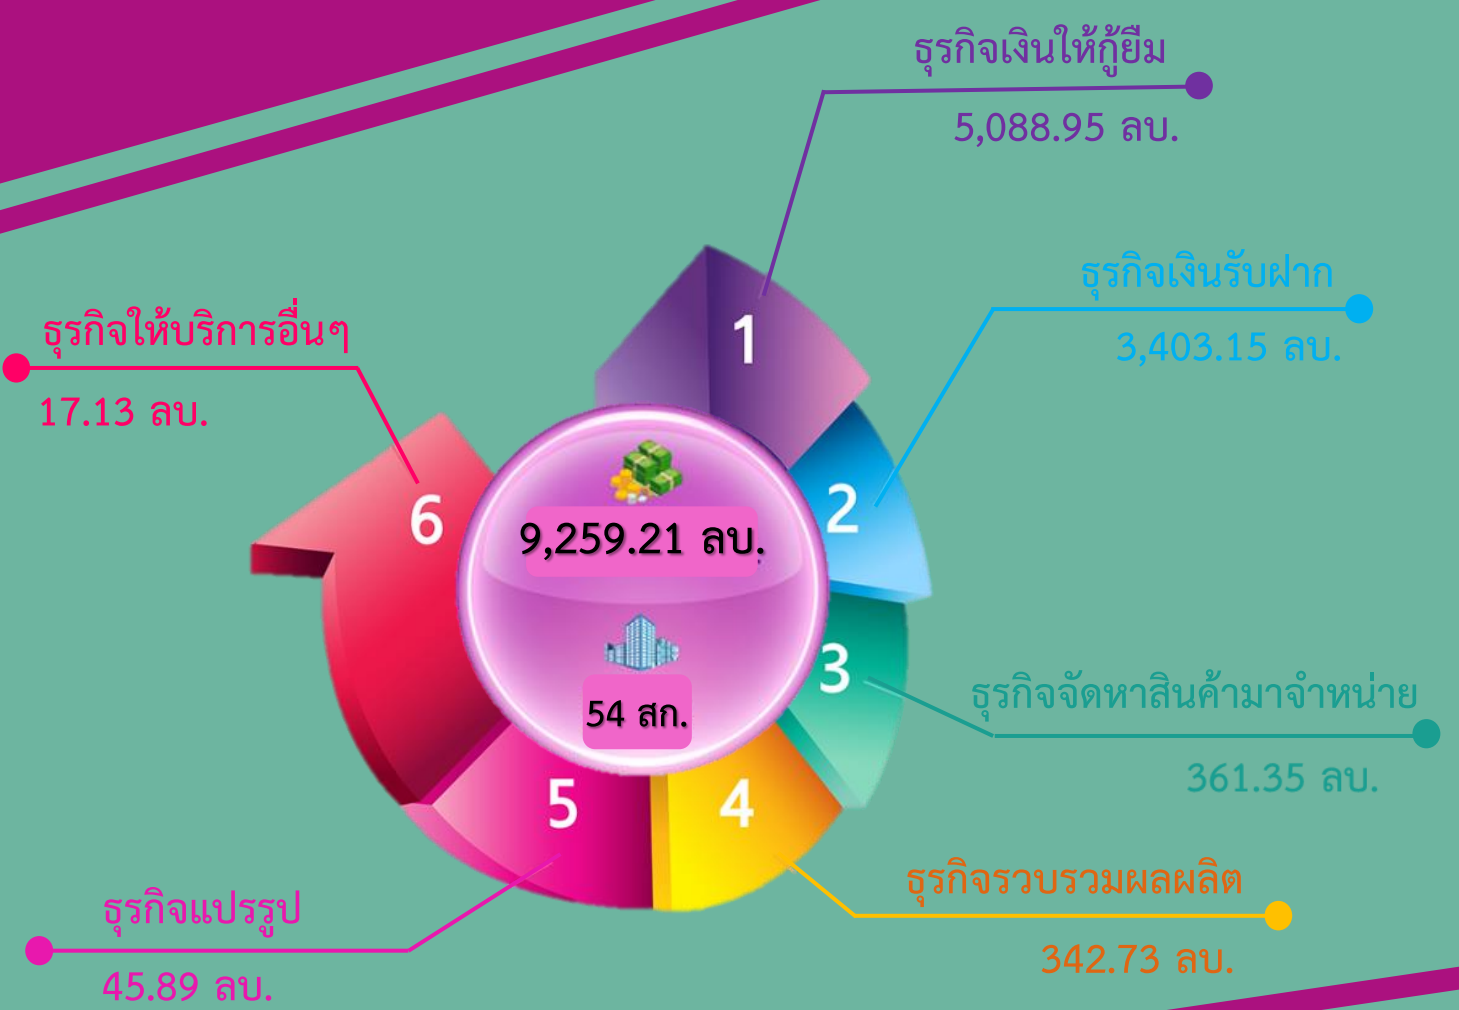 ธุรกิจเงินให้กู้ยืม
5,088.95 ลบ.
1
ธุรกิจเงินรับฝาก
3,403.15 ลบ.
2
ธุรกิจจัดหาสินค้ามาจำหน่าย
361.35 ลบ.
3
ธุรกิจรวบรวมผลผลิต
342.73 ลบ.
4
ธุรกิจแปรรูป
45.89 ลบ.
5
ธุรกิจให้บริการอื่นๆ
17.13 ลบ.
6
9,259.21 ลบ.
54 สก.